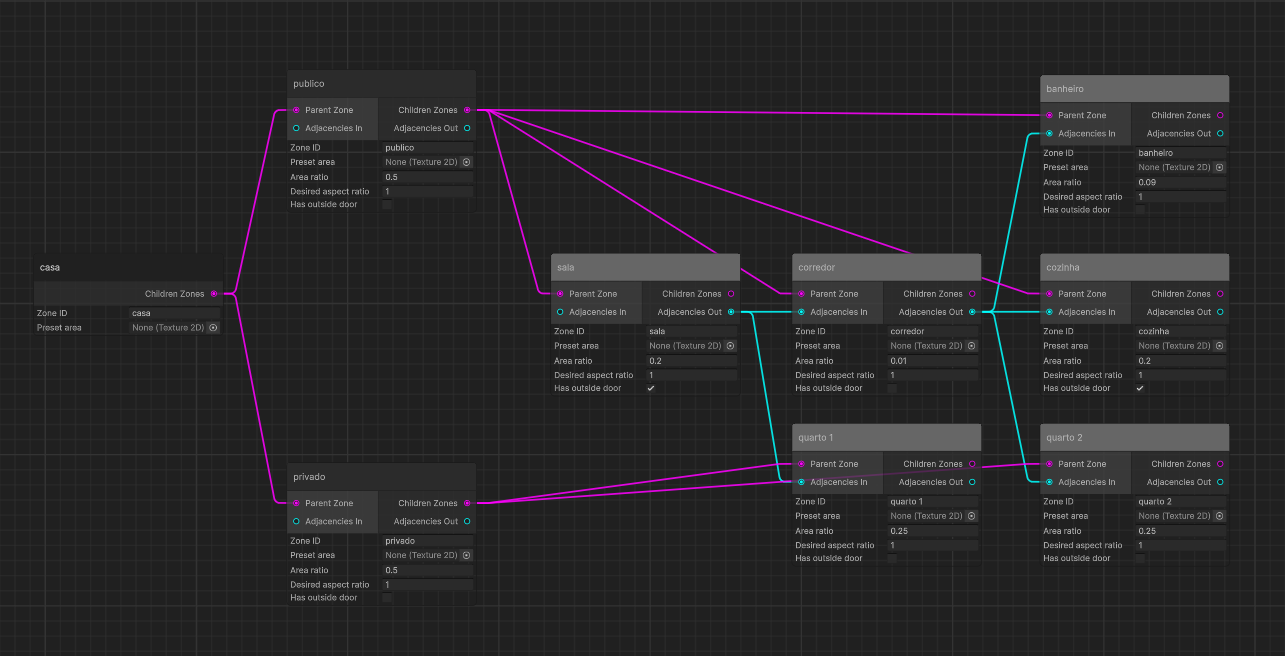 publico
Parent Zone Children Zones
Adjacencies In Adjacencies Out
Zone ID publico
Preset area None (Texture 2D)
Area ratio 0.5
Desired aspect ratio 1
Has outside door
banheiro
Parent Zone Children Zones
Adjacencies In Adjacencies Out
Zone ID banheiro
Preset area None (Texture 2D)
Area ratio 0.09
Desired aspect ratio 1
Has outside door
casa
Children Zones
Zone ID casa
Preset area None (Texture 2D)
sala
Parent Zone Children Zones
Adjacencies In Adjacencies Out
Zone ID sala
Preset area None (Texture 2D)
Area ratio 0.2
Desired aspect ratio 1
Has outside door
corredor
Parent Zone Children Zones
Adjacencies In Adjacencies Out
Zone ID corredor
Preset area None (Texture 2D)
Area ratio 0.01
Desired aspect ratio 1
Has outside door
cozinha
Parent Zone Children Zones
Adjacencies In Adjacencies Out
Zone ID cozinha
Preset area None (Texture 2D)
Area ratio 0.2
Desired aspect ratio 1
Has outside door
privado
Parent Zone Children Zones
Adjacencies In Adjacencies Out
Zone ID privado
Preset area None (Texture 2D)
Area ratio 0.5
Desired aspect ratio 1
Has outside door
quarto 1
Parent Zone Children Zones
Adjacencies In Adjacencies Out
Zone ID quarto 1
Preset area None (Texture 2D)
Area ratio 0.25
Desired aspect ratio 1
Has outside door
quarto 2
Parent Zone Children Zones
Adjacencies In Adjacencies Out
Zone ID quarto 2
Preset area None (Texture 2D)
Area ratio 0.25
Desired aspect ratio 1
Has outside door